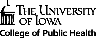 THE UNIVERSITY
OF IOWA
College of Public Health